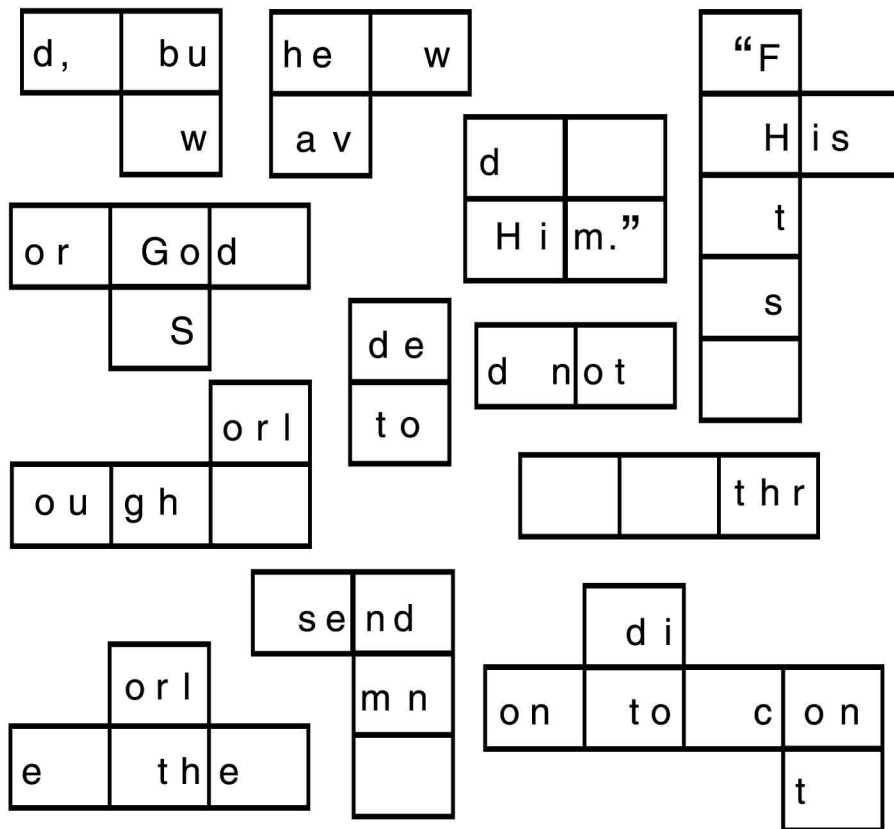 d, bu
w
he w
av
“F
His
t
s
d
Him.”
or God
S
de
to
d not
orl
ough
thr
send
mn
di
on to con
t
orl
e the